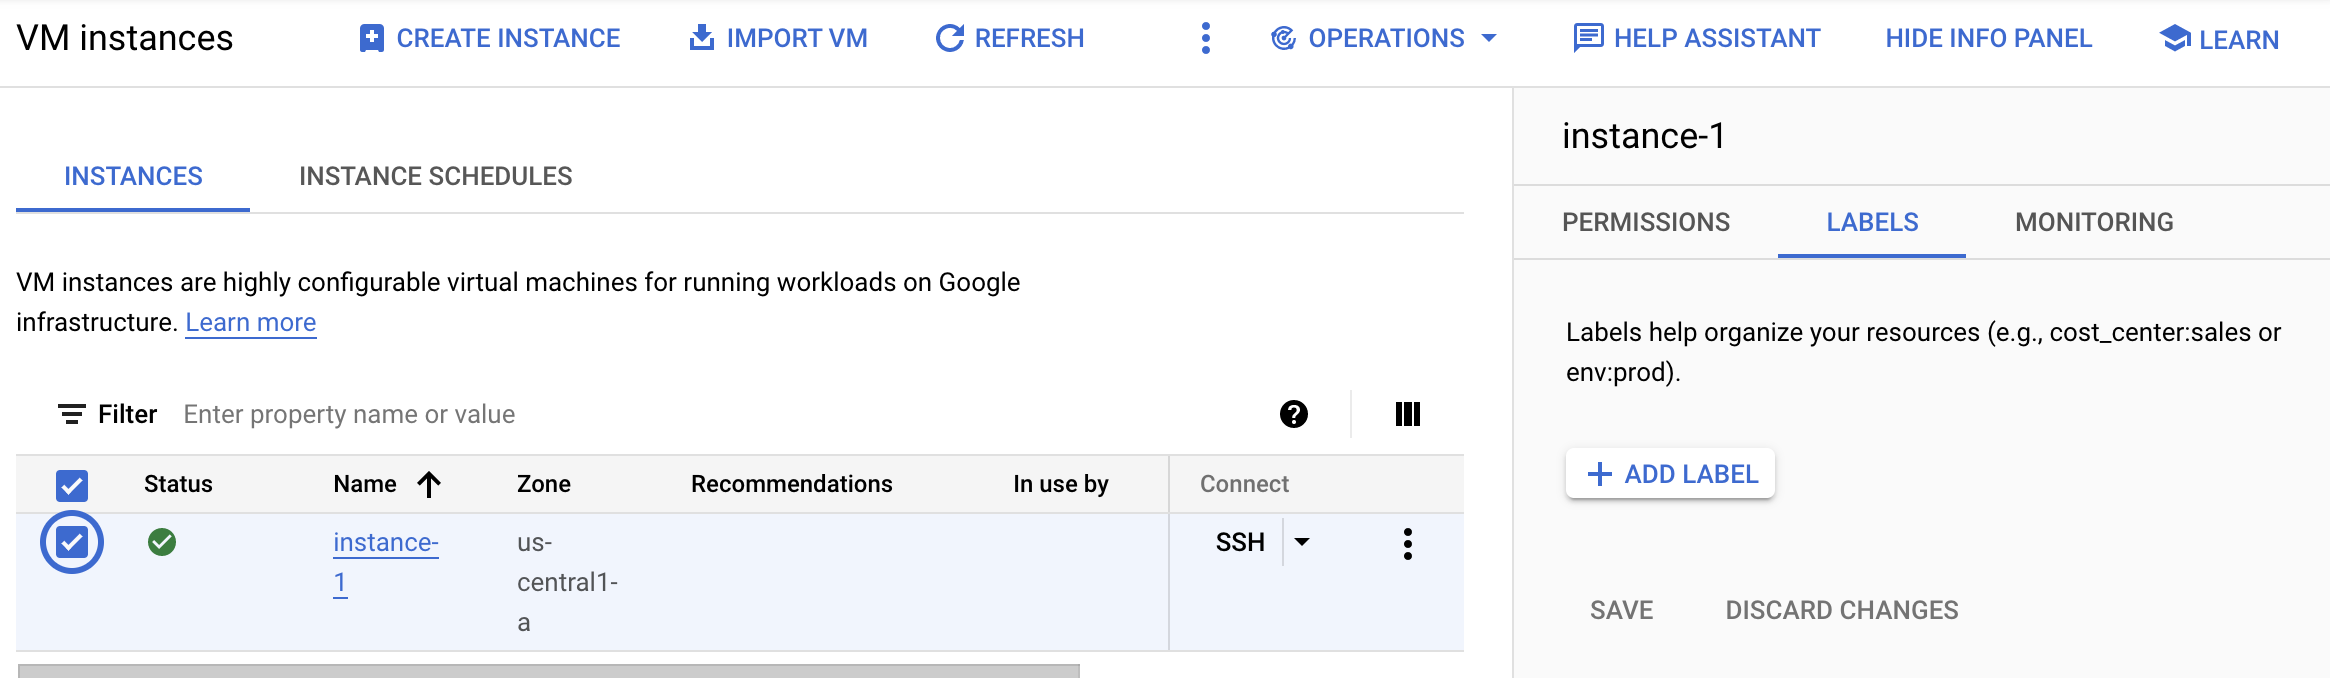 VM instances
CREATE INSTANCE
IMPORT VM
REFRESH
OPERATIONS
HELP ASSISTANT
HIDE INFO PANEL
LEARN
INSTANCES
INSTANCE SCHEDULES
VM instances are highly configurable virtual machines for running workloads on Google
infrastructure. Learn more
Filter Enter property name or value
Status Name Zone Recommendations In use by Connect
instance-
1
us-
central1-
a
SSH
instance-1
PERMISSIONS
LABELS
MONITORING
Labels help organize your resources (e.g., cost_center:sales or
env:prod).
ADD LABEL
SAVE
DISCARD CHANGES